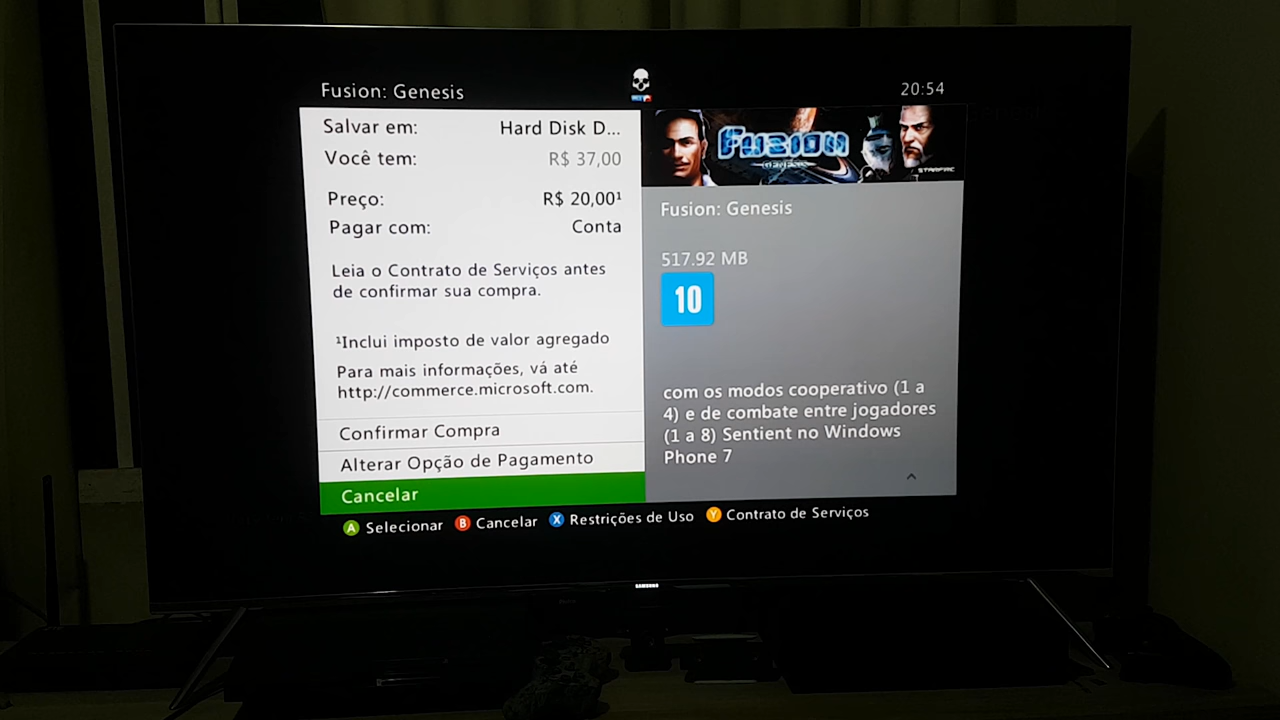 Fusion: Genesis
20:54
Salvar em: Hard Disk D...
Você tem: R$ 37,00
Preço: R$ 20,00¹
Pagar com: Conta
Leia o Contrato de Serviços antes
de confirmar sua compra.
¹Inclui imposto de valor agregado
Para mais informações, vá até
http://commerce.microsoft.com.
Confirmar Compra
Alterar Opção de Pagamento
Cancelar
Fusion
GENESIS
STARFIRE
Fusion: Genesis
517.92 MB
10
com os modos cooperativo (1 a
4) e de combate entre jogadores
(1 a 8) Sentient no Windows
Phone 7
A Selecionar B Cancelar X Restrições de Uso Y Contrato de Serviços
SAMSUNG